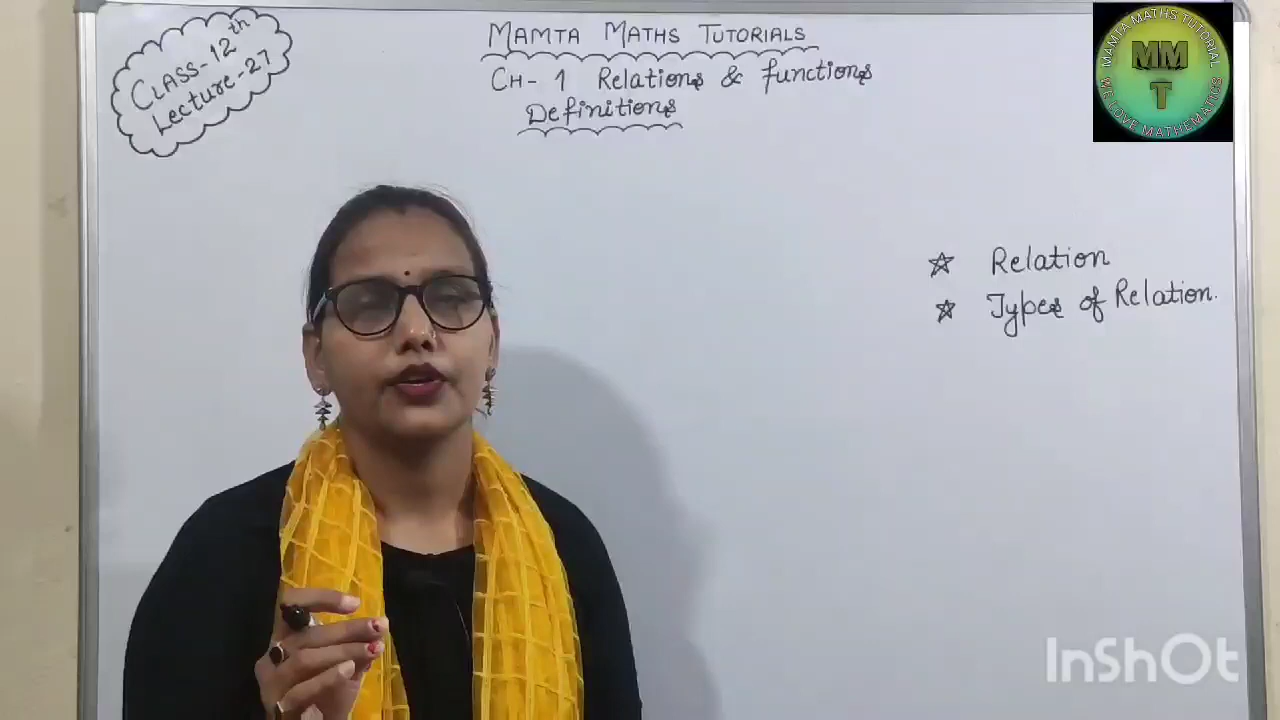 CLASS-12th
Lecture-27
MAMTA MATHS TUTORIALS
CH- 1 Relations & functions
Definitions
MAMTA MATHS TUTORIAL
MM
T
WE LOVE MATHEMATICS
☆ Relation
☆ Types of Relation.
InShOt